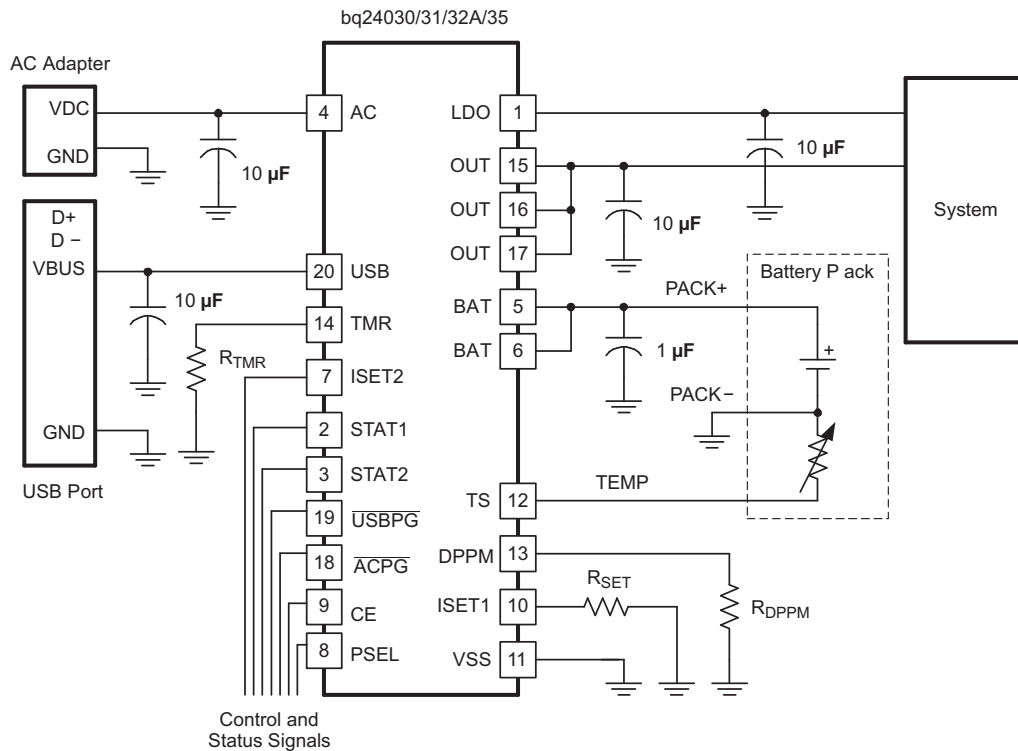 bq24030/31/32A/35
AC Adapter
VDC
GND
10 µF
4
AC
D+
D −
VBUS
GND
USB Port
10 µF
20
USB
14
TMR
RTMR
7
ISET2
2
STAT1
3
STAT2
19
USBPG
18
ACPG
9
CE
8
PSEL
Control and
Status Signals
LDO
1
10 µF
OUT
15
OUT
16
OUT
17
10 µF
System
BAT
5
BAT
6
PACK+
1 µF
Battery P ack
+
PACK−
TS
12
TEMP
DPPM
13
RDPPM
ISET1
10
RSET
VSS
11